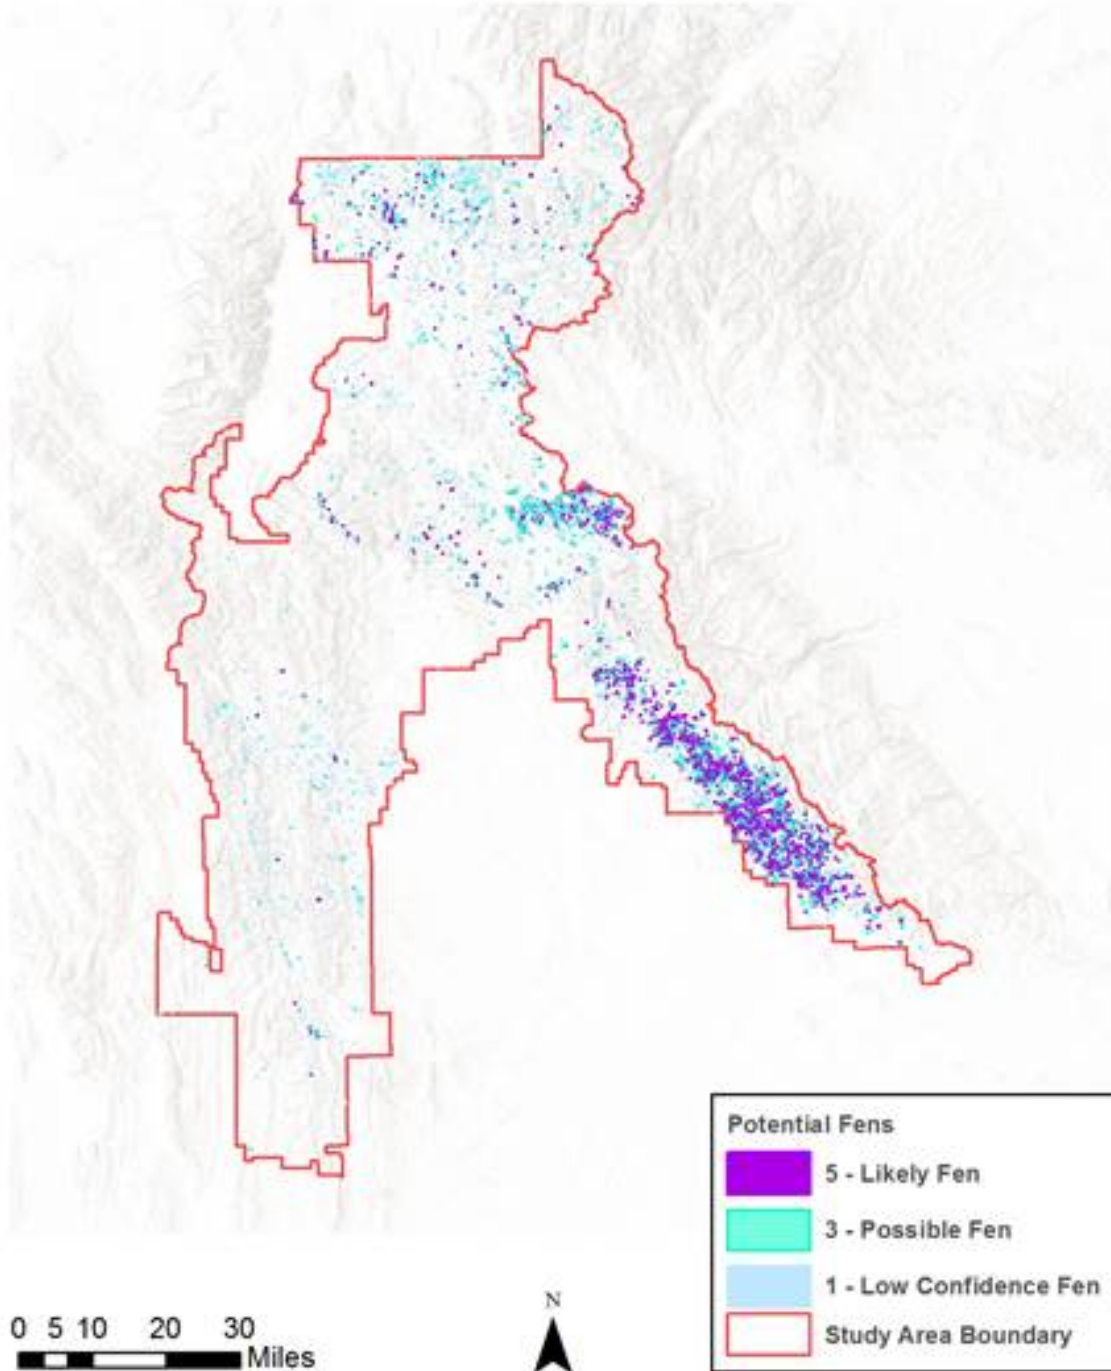 Potential Fens
5 - Likely Fen
3 - Possible Fen
1 - Low Confidence Fen
Study Area Boundary
N
0 5 10 20 30
Miles